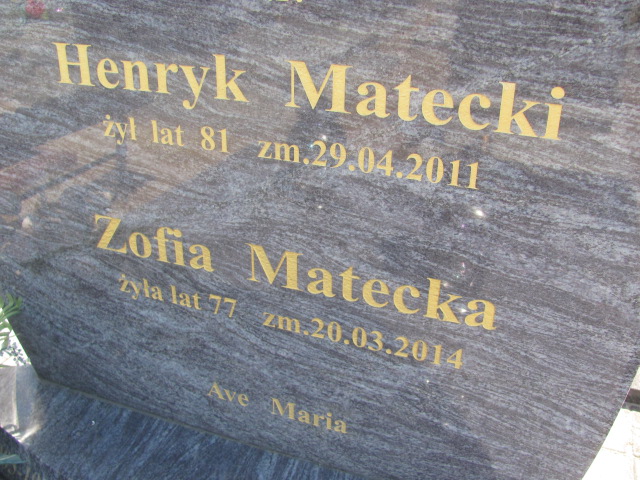 Henryk Matecki
żył lat 81 zm.29.04.2011
Zofia Matecka
żyła lat 77 zm.20.03.2014
Ave Maria